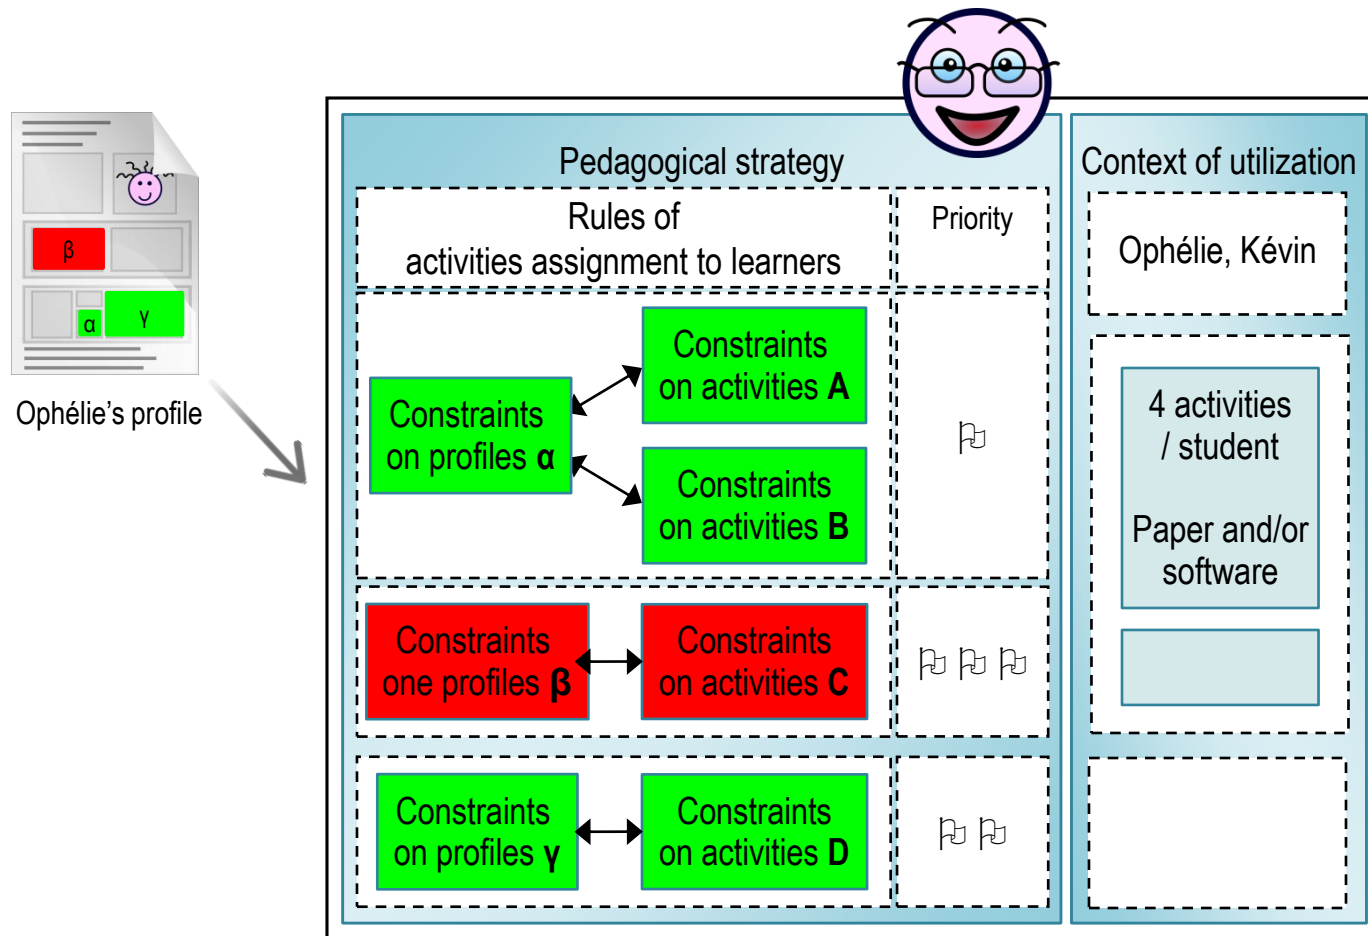 β
α
γ
Ophélie's profile
Pedagogical strategy
Rules of
activities assignment to learners
Priority
Constraints
on profiles α
Constraints
on activities A
Constraints
on activities B
Constraints
one profiles β
Constraints
on activities C
Constraints
on profiles γ
Constraints
on activities D
Context of utilization
Ophélie, Kévin
4 activities
/ student
Paper and/or
software